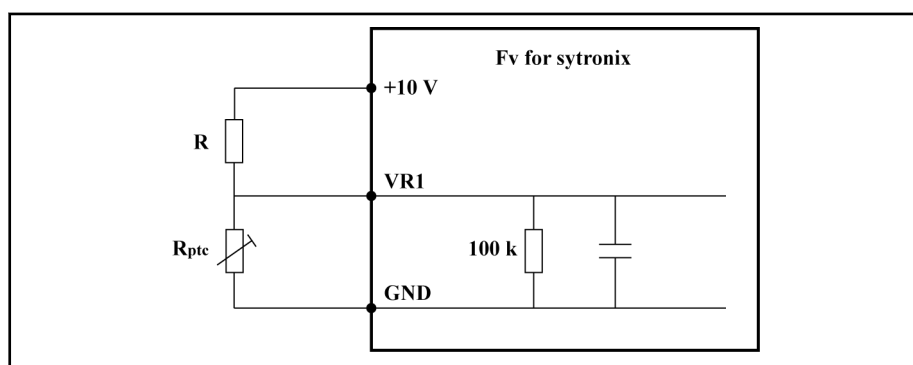 Fv for sytronix
+10 V
R
VR1
Rptc
100 k
GND